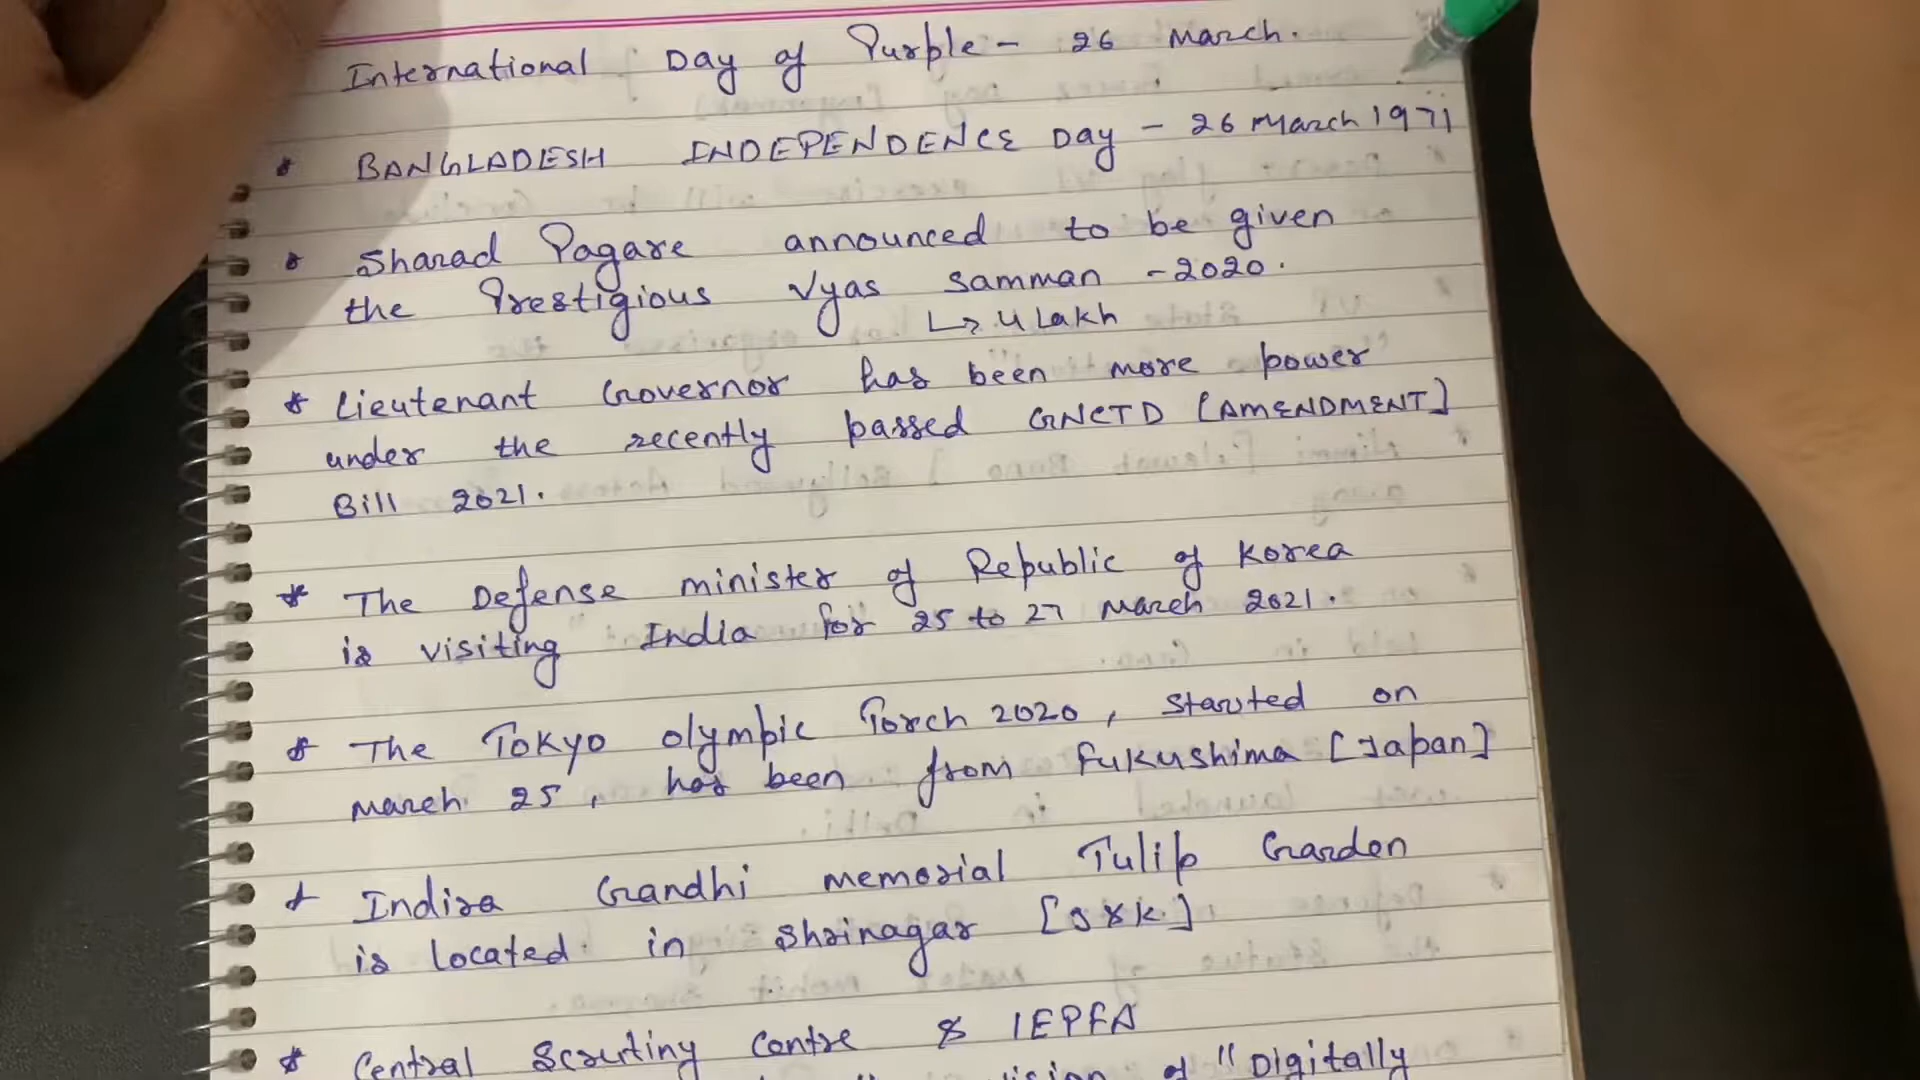 International Day of Purple - 26 March.
* BANGLADESH INDEPENDENCE Day - 26 March 1971
* Sharad Pagare announced to be given
the Prestigious Vyas Samman - 2020.
↳ 4 Lakh
* Lieutenant Governor has been more power
under the recently passed GNCTD [AMENDMENT]
Bill 2021.
* The Defense minister of Republic of Korea
is visiting India for 25 to 27 March 2021.
* The Tokyo Olympic Torch 2020, started on
March 25, has been from Fukushima [Japan]
* Indira Gandhi memorial Tulip Garden
is located in Shrinagar [J&K]
* Central Scrutiny Centre & IEPFA
of "Digitally